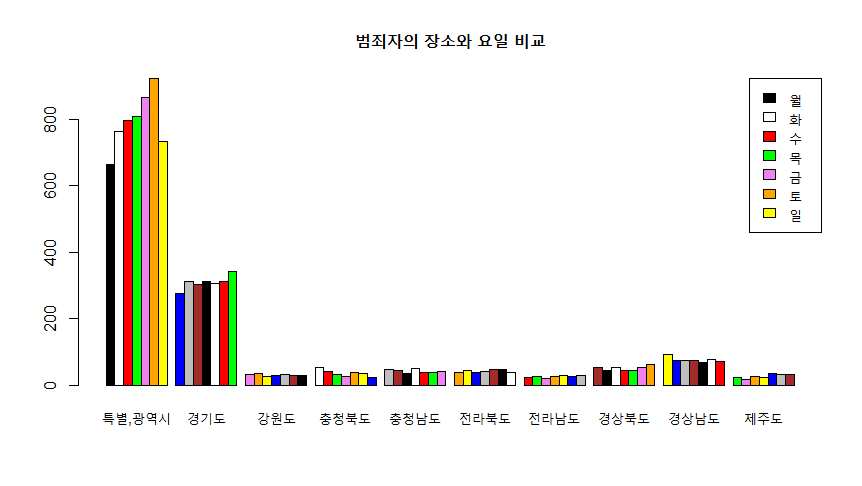 범죄자의 장소와 요일 비교
800
600
400
200
0
월
화
수
목
금
토
일
특별,광역시 경기도 강원도 충청북도 충청남도 전라북도 전라남도 경상북도 경상남도 제주도